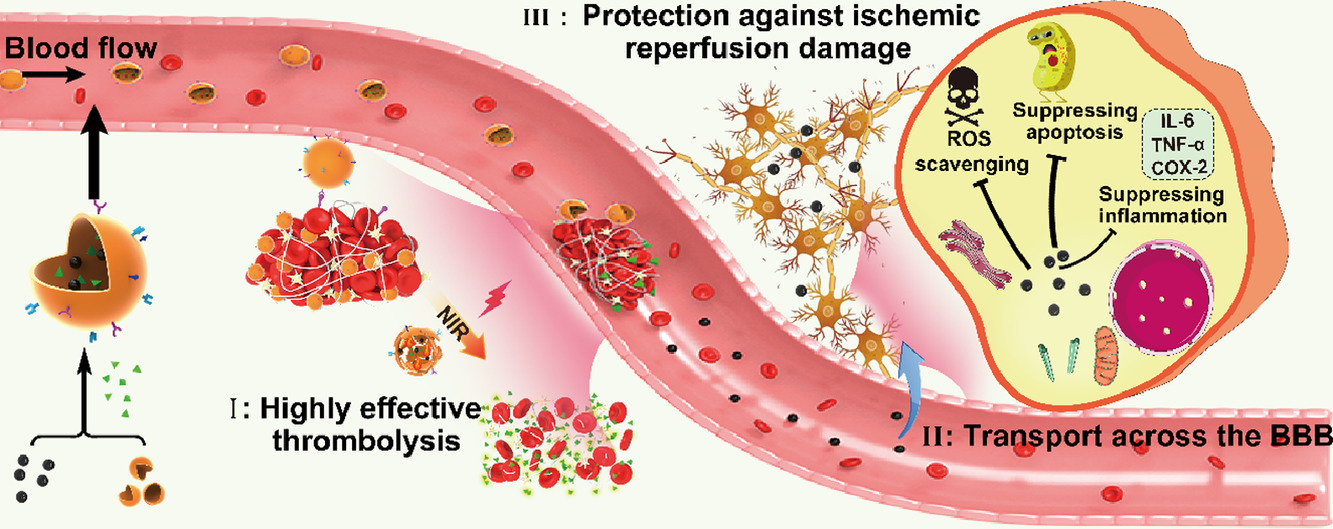 III : Protection against ischemic
reperfusion damage
Blood flow
ROS
scavenging
Suppressing
apoptosis
IL-6
TNF-α
COX-2
Suppressing
inflammation
NIR
I: Highly effective
thrombolysis
II: Transport across the BBB